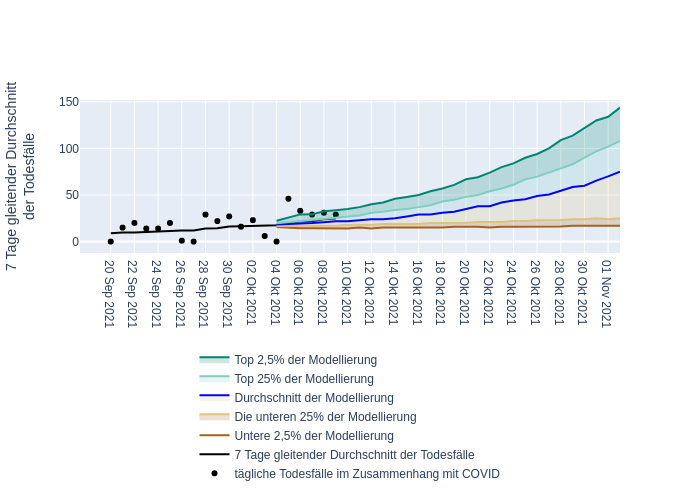 7 Tage gleitender Durchschnitt
der Todesfälle
150
100
50
0
20 Sep 2021
22 Sep 2021
24 Sep 2021
26 Sep 2021
28 Sep 2021
30 Sep 2021
02 Okt 2021
04 Okt 2021
06 Okt 2021
08 Okt 2021
10 Okt 2021
12 Okt 2021
14 Okt 2021
16 Okt 2021
18 Okt 2021
20 Okt 2021
22 Okt 2021
24 Okt 2021
26 Okt 2021
28 Okt 2021
30 Okt 2021
01 Nov 2021
Top 2,5% der Modellierung
Top 25% der Modellierung
Durchschnitt der Modellierung
Die unteren 25% der Modellierung
Untere 2,5% der Modellierung
7 Tage gleitender Durchschnitt der Todesfälle
tägliche Todesfälle im Zusammenhang mit COVID